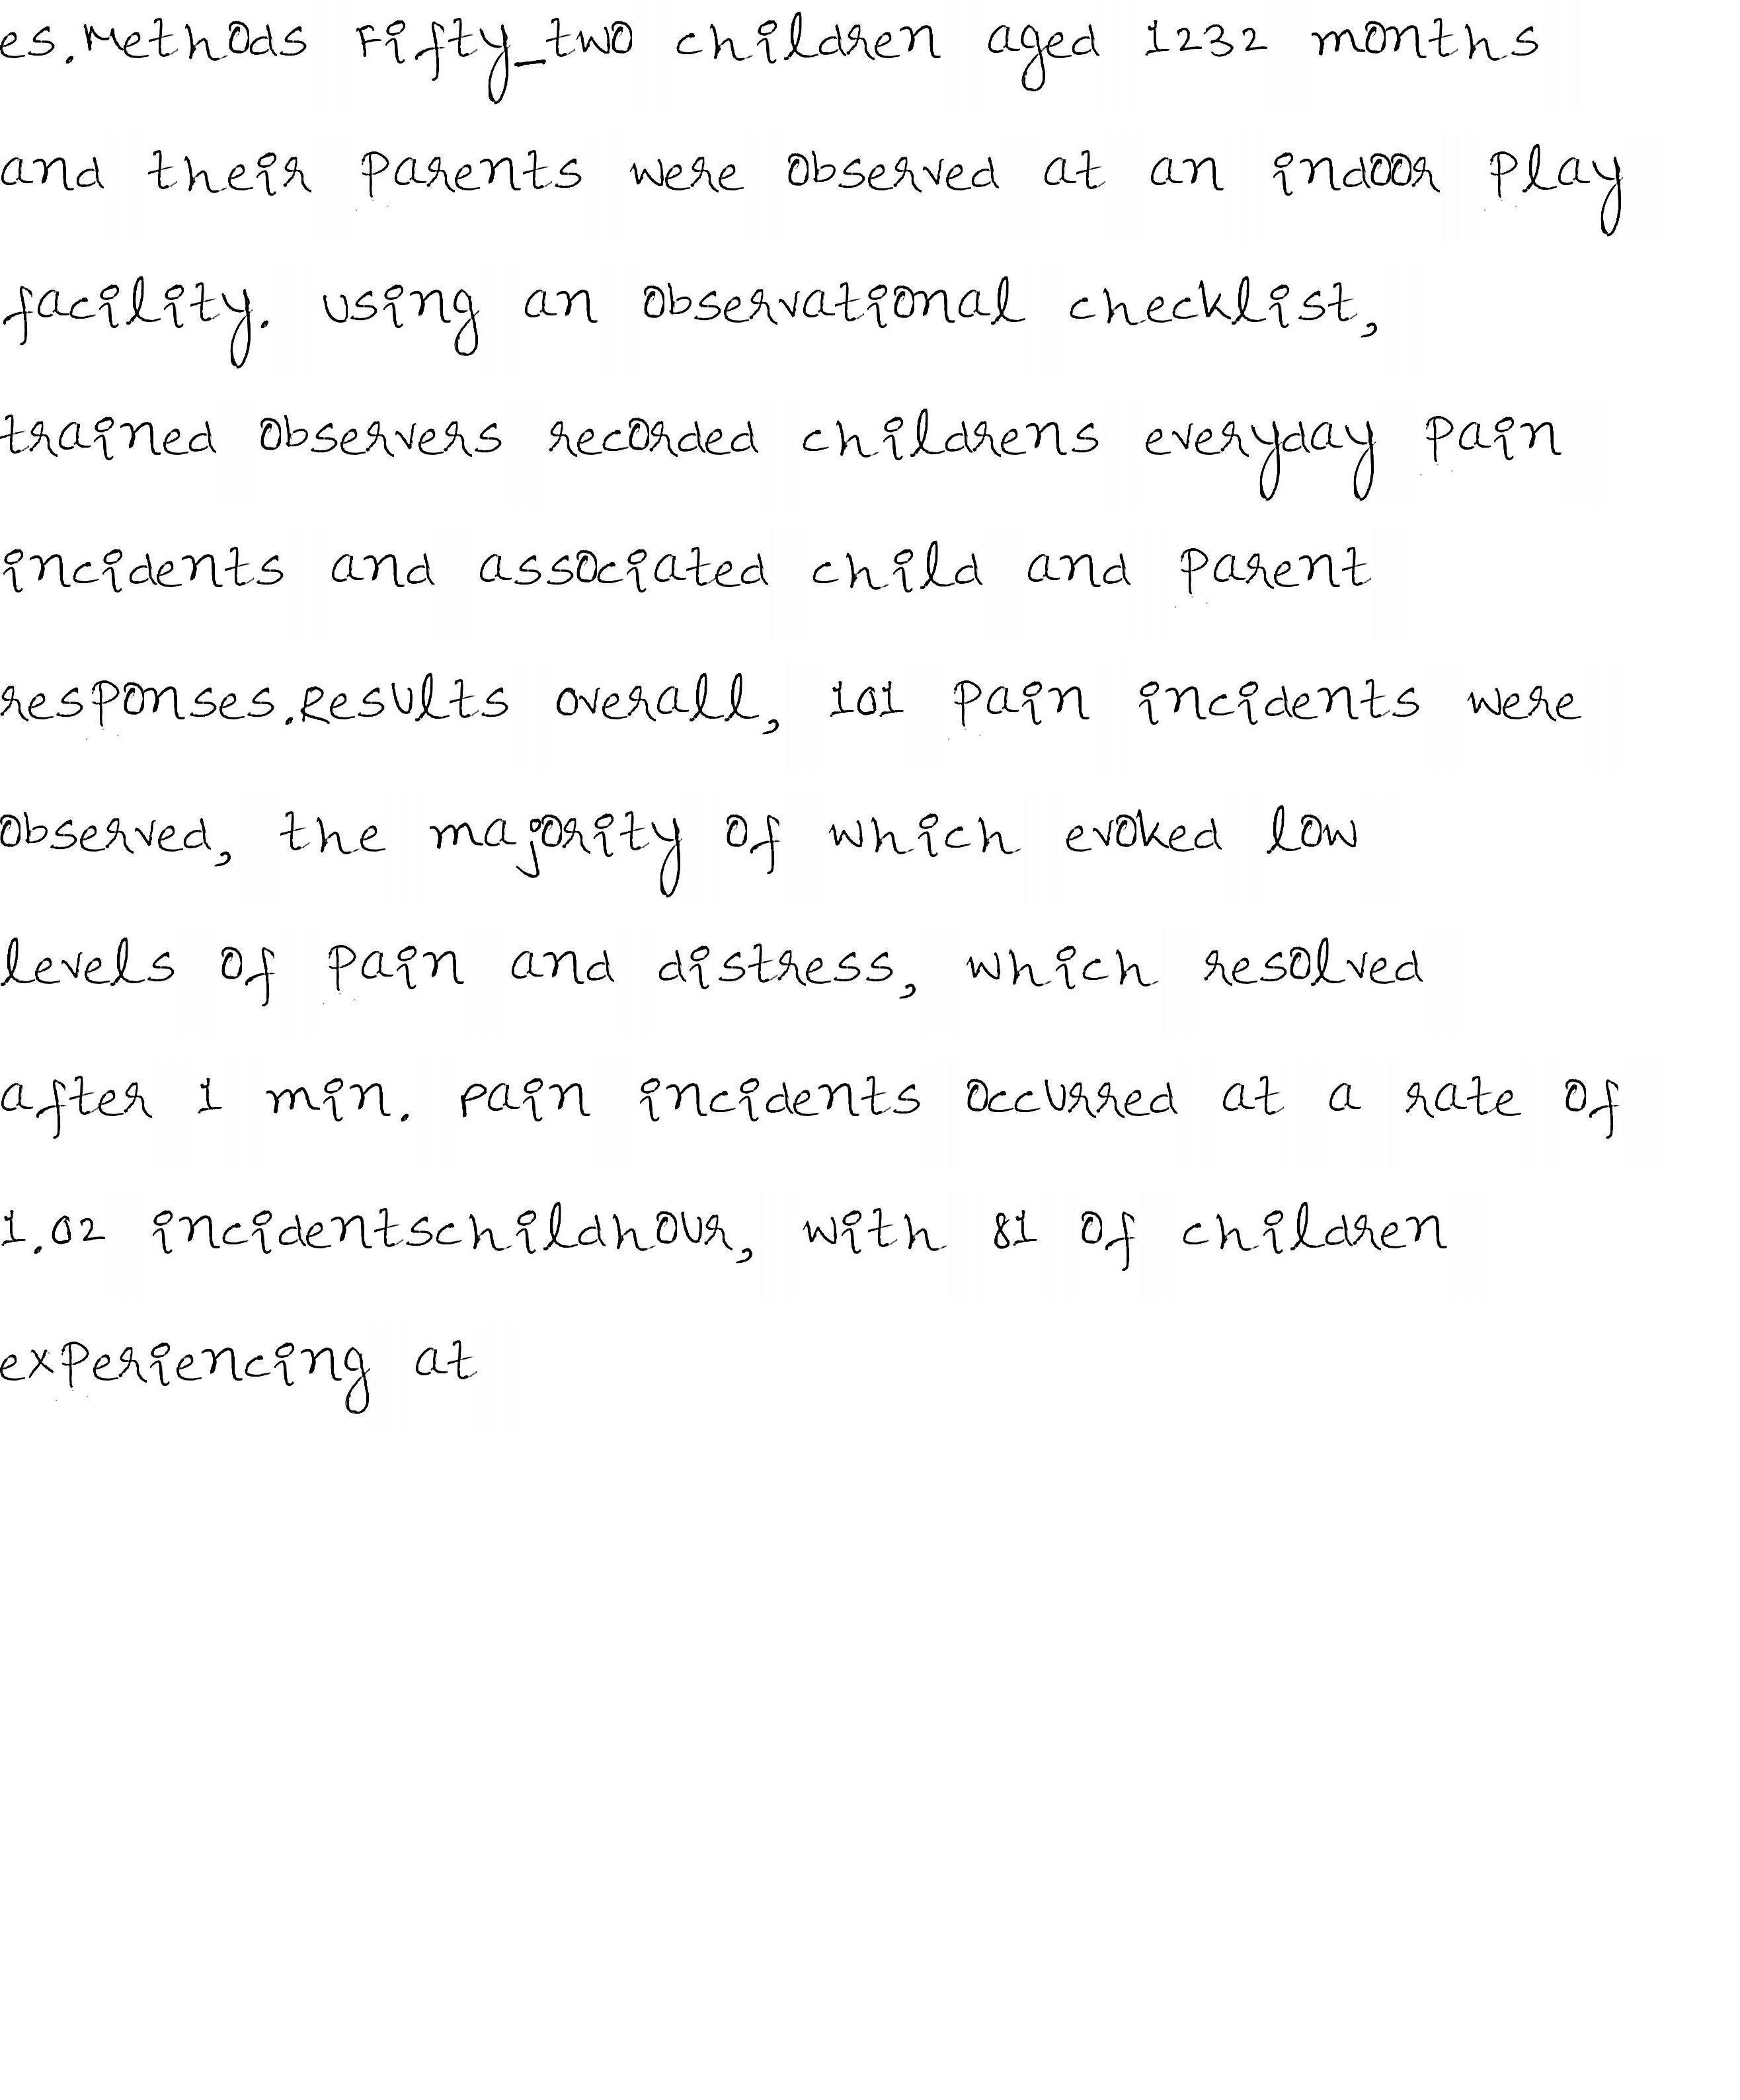 es.Methods Fifty_two children aged 1232 months
and their parents were observed at an indoor play
facility. Using an observational checklist,
trained observers recorded childrens everyday pain
incidents and associated child and parent
responses.Results Overall, 101 pain incidents were
observed, the majority of which evoked low
levels of pain and distress, which resolved
after 1 min. Pain incidents occurred at a rate of
1.02 incidentschildhour, with 81 of children
experiencing at